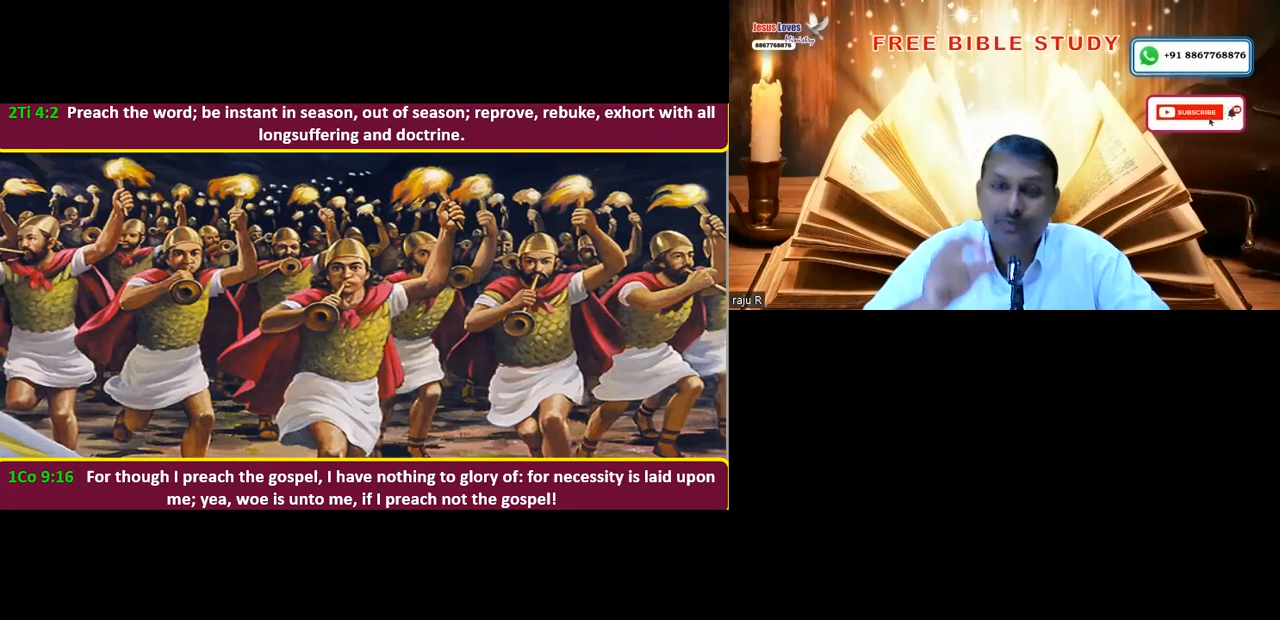 2Ti 4:2 Preach the word; be instant in season, out of season; reprove, rebuke, exhort with all
longsuffering and doctrine.
1Co 9:16 For though I preach the gospel, I have nothing to glory of: for necessity is laid upon
me; yea, woe is unto me, if I preach not the gospel!
Jesus Loves
Ministry
8867768876
FREE BIBLE STUDY
+91 8867768876
SUBSCRIBE
raju R